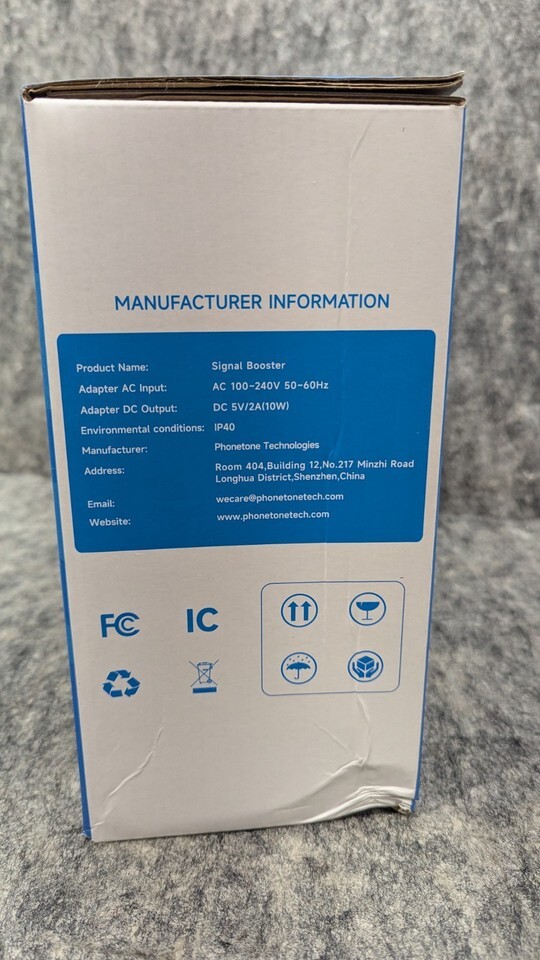 MANUFACTURER INFORMATION
Product Name: Signal Booster
Adapter AC Input: AC 100~240V 50~60Hz
Adapter DC Output: DC 5V/2A(10W)
Environmental conditions: IP40
Manufacturer: Phonetone Technologies
Address: Room 404,Building 12,No.217 Minzhi Road
Longhua District,Shenzhen,China
Email: wecare@phonetonetech.com
Website: www.phonetonetech.com
FC IC